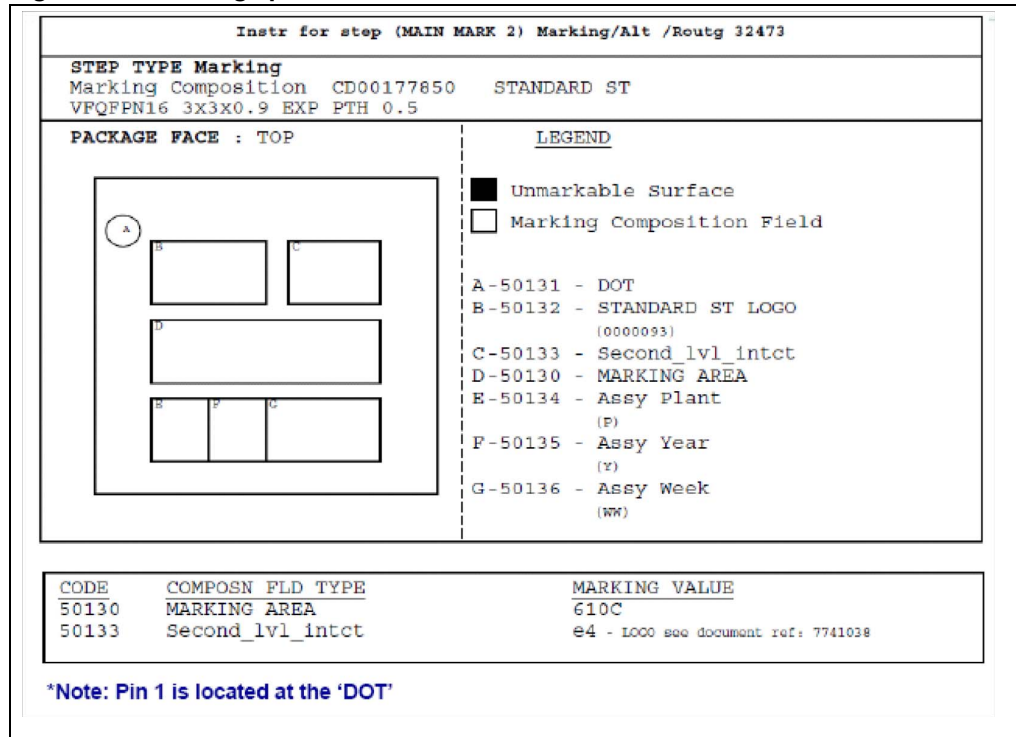 Instr for step (MAIN MARK 2) Marking/Alt /Routg 32473
STEP TYPE Marking
Marking Composition CD00177850 STANDARD ST
VFQFPN16 3X3X0.9 EXP PTH 0.5
PACKAGE FACE : TOP
LEGEND
Unmarkable Surface
Marking Composition Field
A
B
C
D
E
F
G
A-50131 - DOT
B-50132 - STANDARD ST LOGO
(0000093)
C-50133 - Second_lvl_intct
D-50130 - MARKING AREA
E-50134 - Assy Plant
(P)
F-50135 - Assy Year
(Y)
G-50136 - Assy Week
(WW)
CODE COMPOSN FLD TYPE MARKING VALUE
50130 MARKING AREA 610C
50133 Second_lvl_intct e4 - LOGO see document ref: 7741038
*Note: Pin 1 is located at the 'DOT'